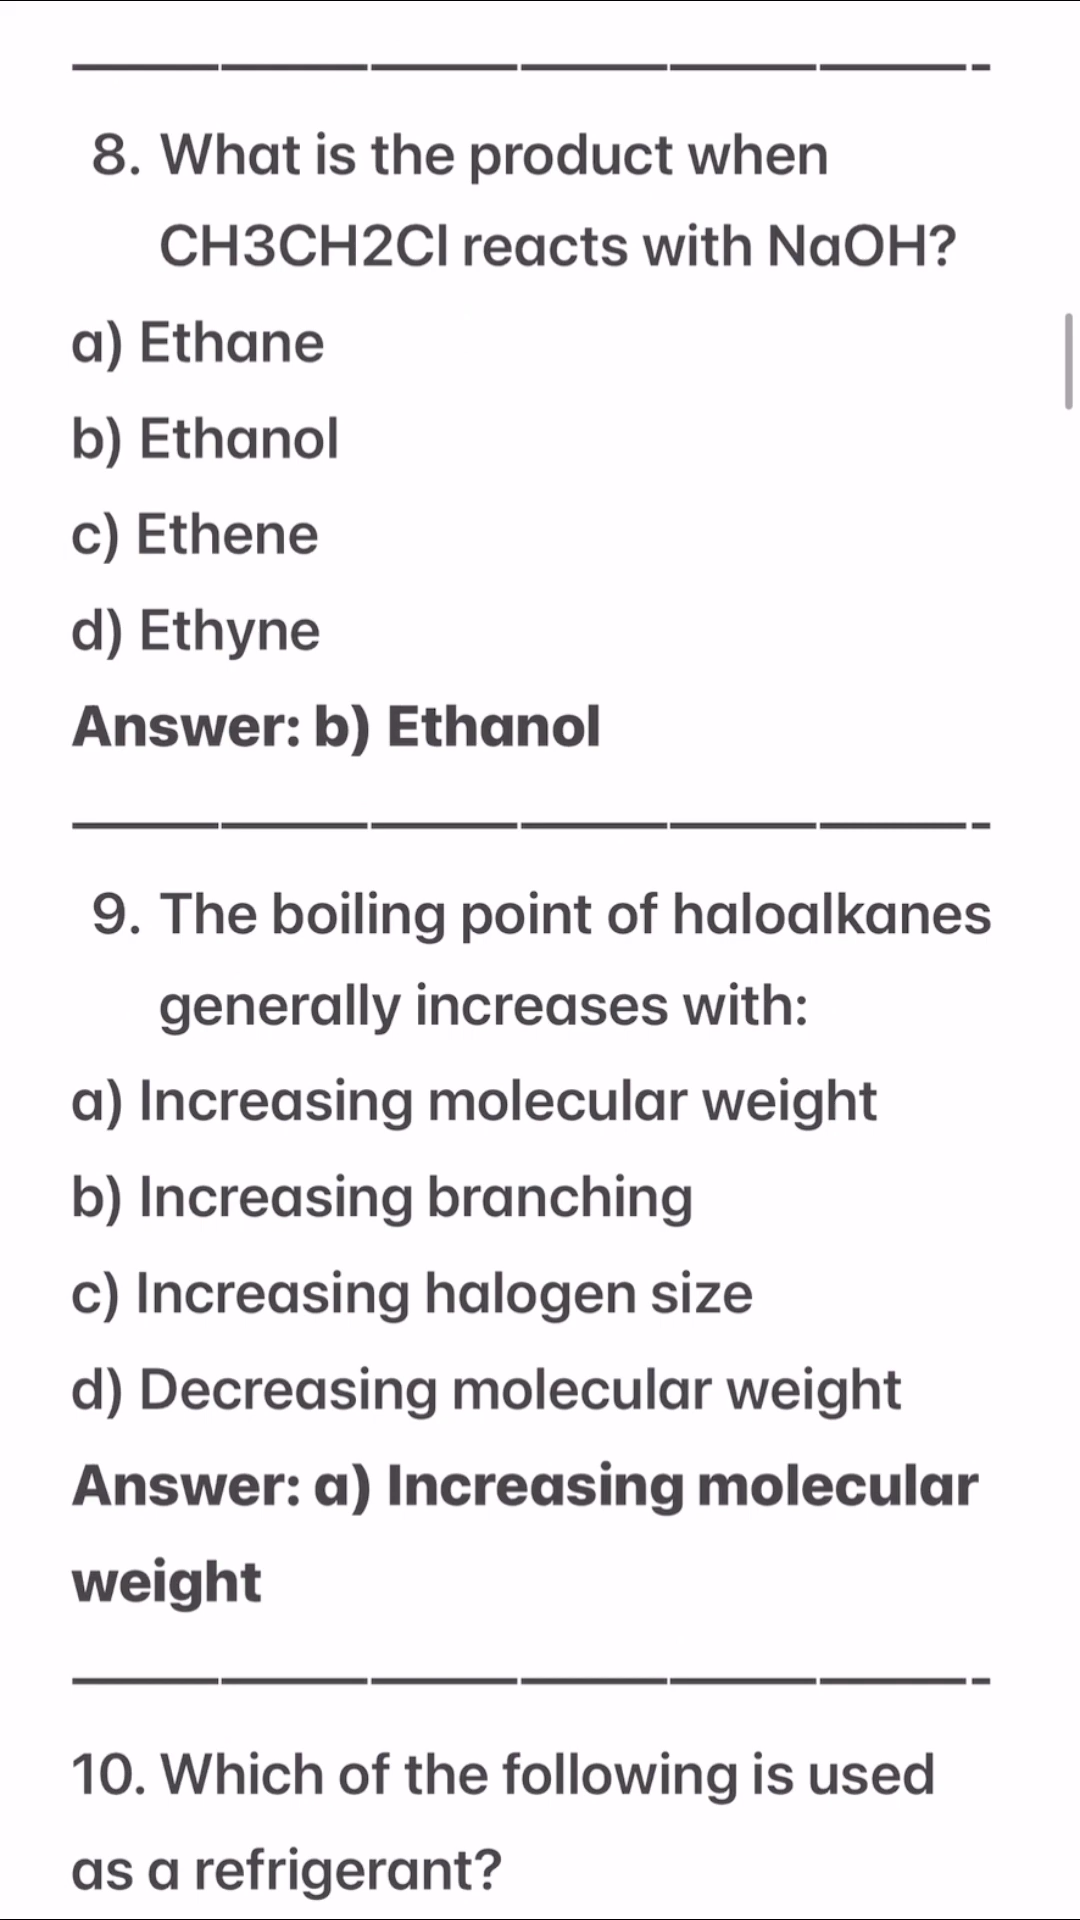 ——————-
8. What is the product when
CH3CH2Cl reacts with NaOH?
a) Ethane
b) Ethanol
c) Ethene
d) Ethyne
Answer: b) Ethanol
——————-
9. The boiling point of haloalkanes
generally increases with:
a) Increasing molecular weight
b) Increasing branching
c) Increasing halogen size
d) Decreasing molecular weight
Answer: a) Increasing molecular
weight
——————-
10. Which of the following is used
as a refrigerant?